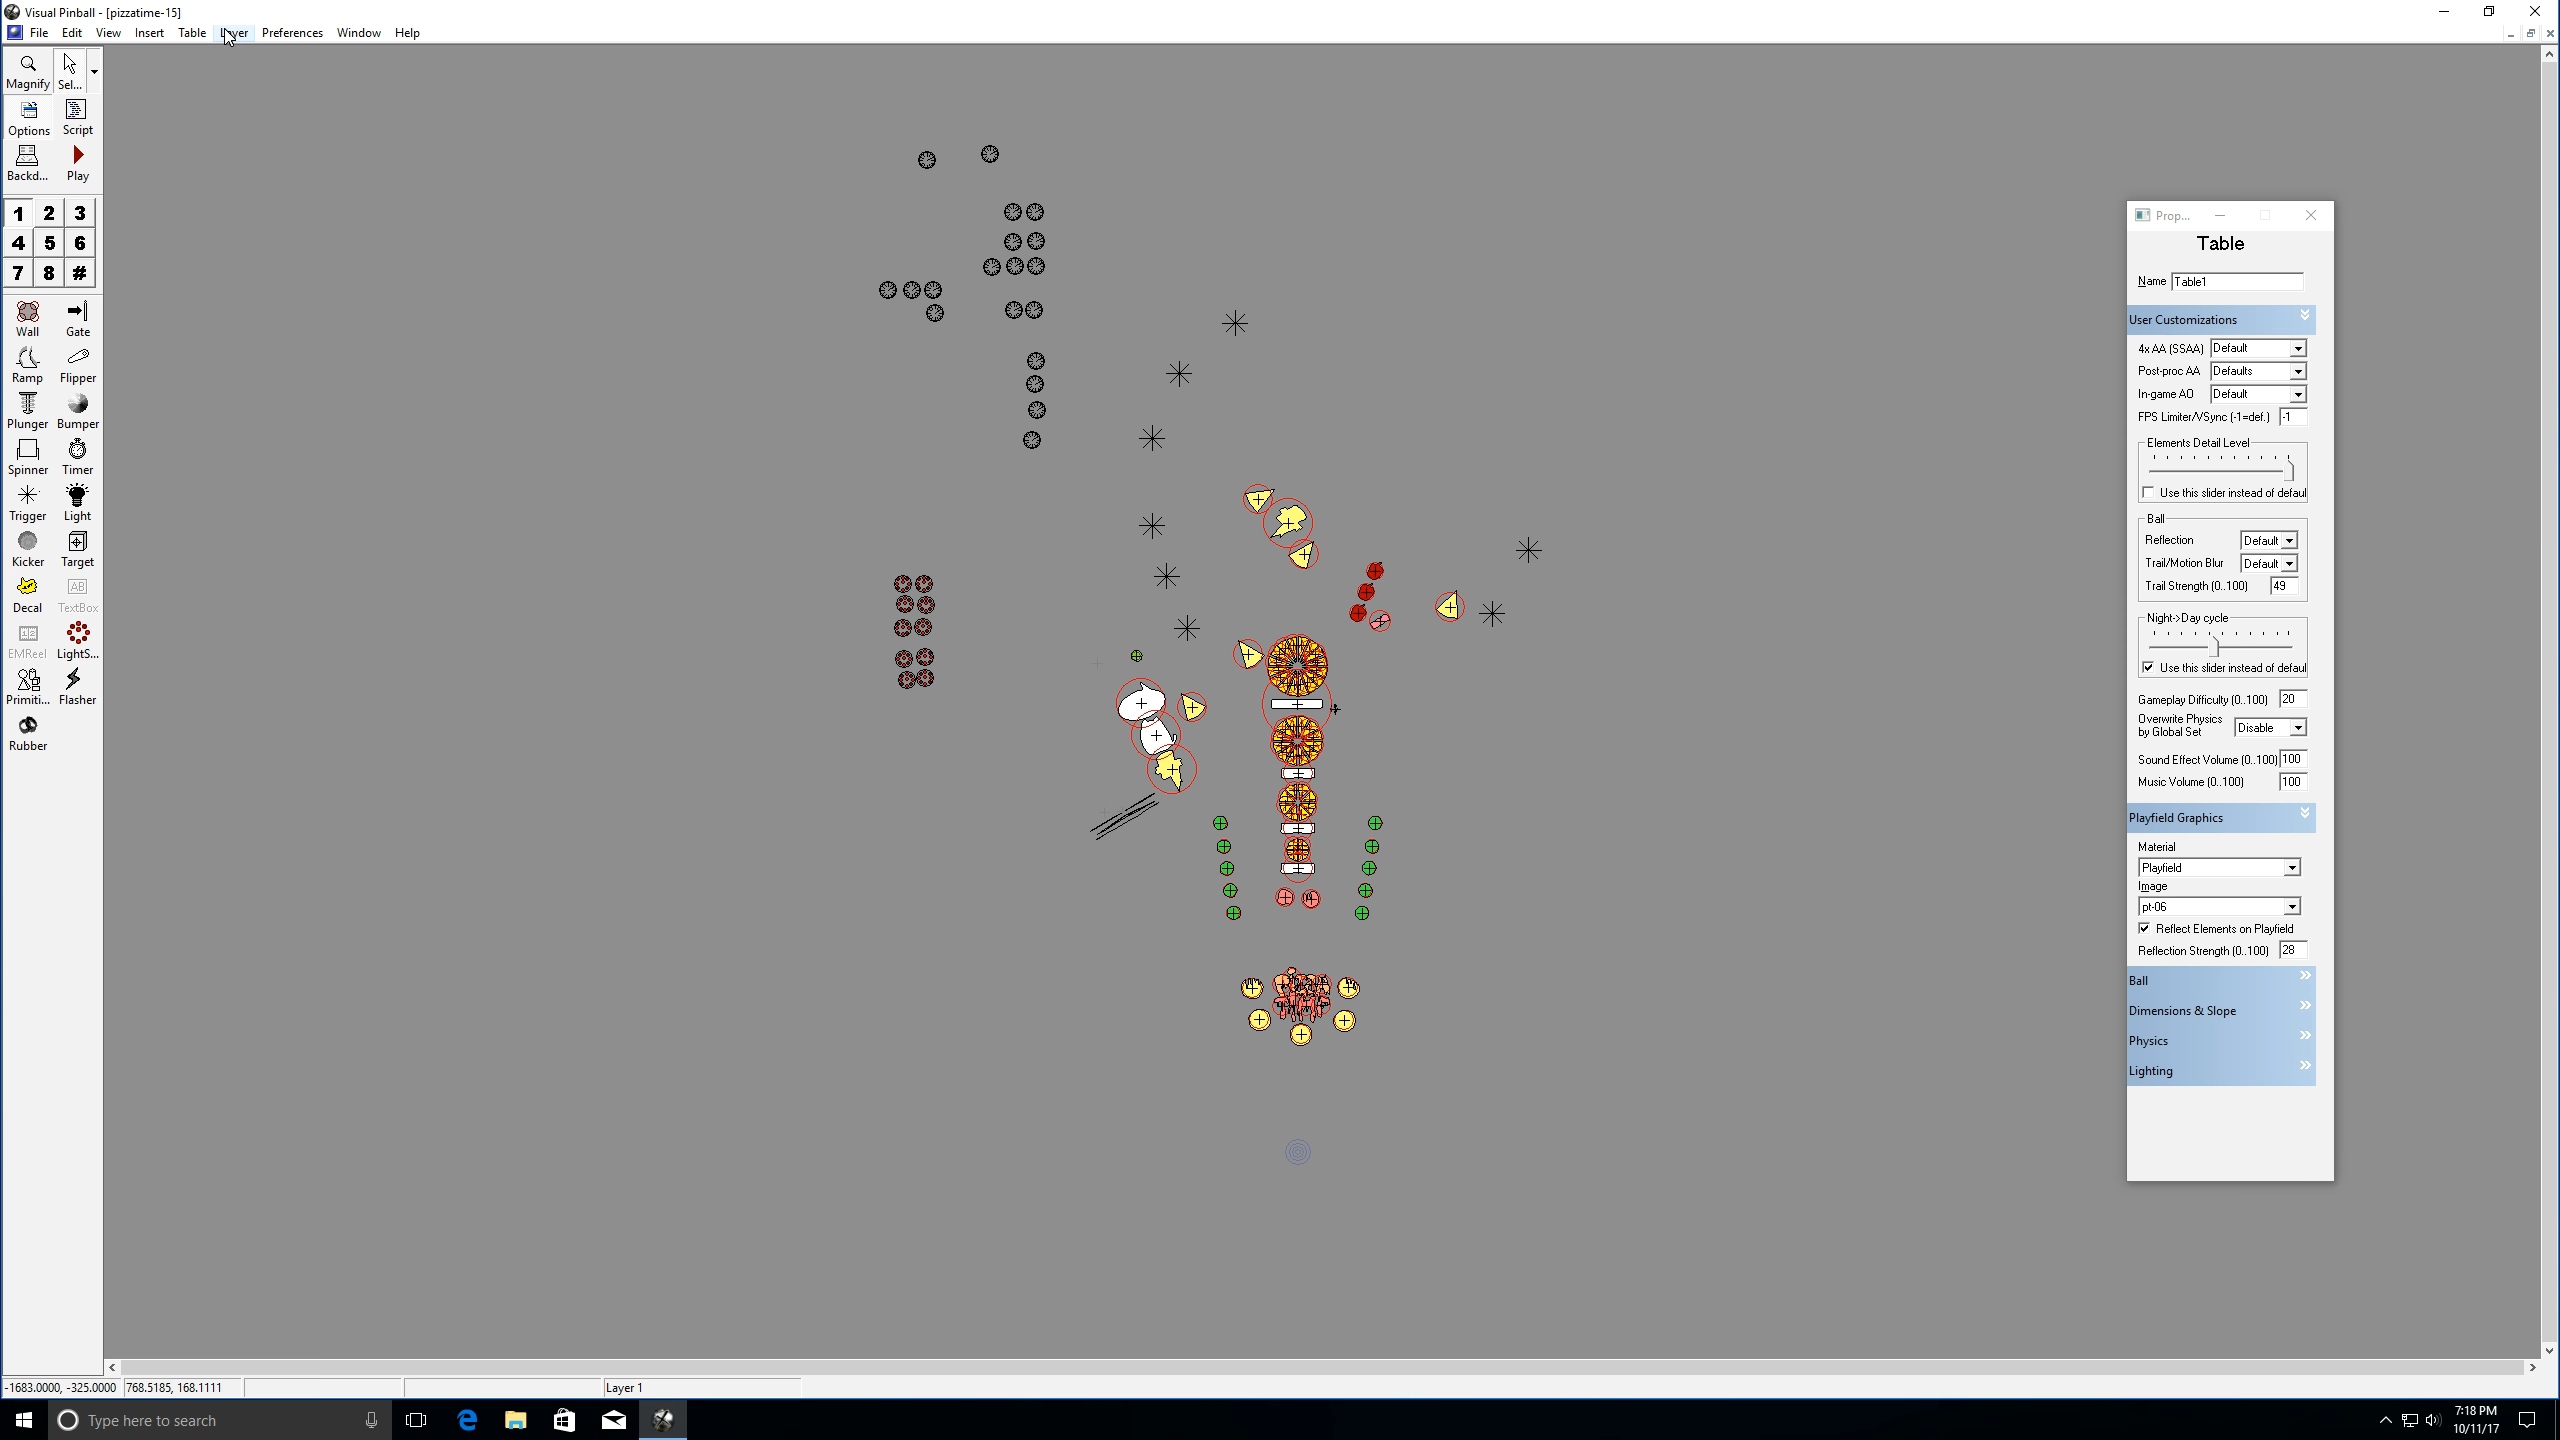 Visual Pinball - [pizzatime-15]
File Edit View Insert Table Layer Preferences Window Help
Magnify Sel...
Options Script
Backd... Play
1 2 3
4 5 6
7 8 #
Wall Gate
Ramp Flipper
Plunger Bumper
Spinner Timer
Trigger Light
Kicker Target
AB
Decal TextBox
12
EMReel LightS...
Primiti... Flasher
Rubber
Prop...
Table
Name Table1
User Customizations
4x AA (SSAA) Default
Post-proc AA Defaults
In-game AO Default
FPS Limiter/VSync (-1=def.) -1
Elements Detail Level
Use this slider instead of defaul
Ball
Reflection Default
Trail/Motion Blur Default
Trail Strength (0..100) 49
Night->Day cycle
Use this slider instead of defaul
Gameplay Difficulty (0..100) 20
Overwrite Physics
by Global Set Disable
Sound Effect Volume (0..100) 100
Music Volume (0..100) 100
Playfield Graphics
Material
Playfield
Image
pt-06
Reflect Elements on Playfield
Reflection Strength (0..100) 28
Ball
Dimensions & Slope
Physics
Lighting
-1683.0000, -325.0000 768.5185, 168.1111 Layer 1
Type here to search
7:18 PM
10/11/17